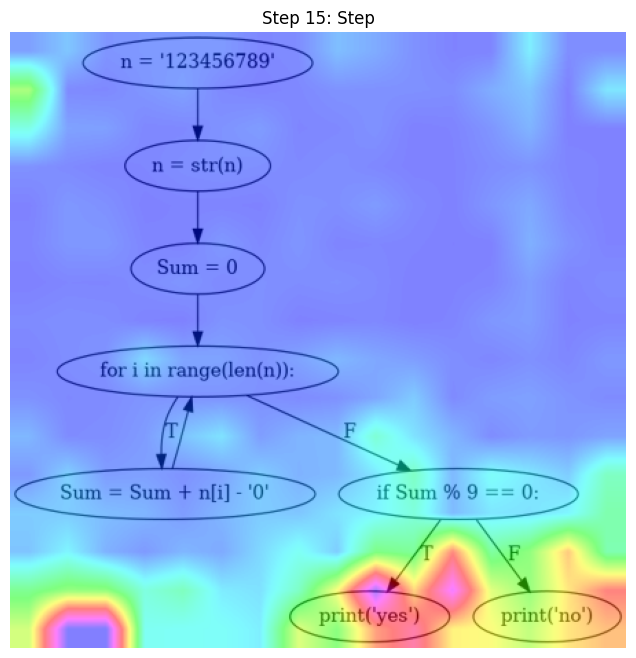 Step 15: Step
n = '123456789'
n = str(n)
Sum = 0
for i in range(len(n)):
T
F
Sum = Sum + n[i] - '0'
if Sum % 9 == 0:
T
F
print('yes')
print('no')